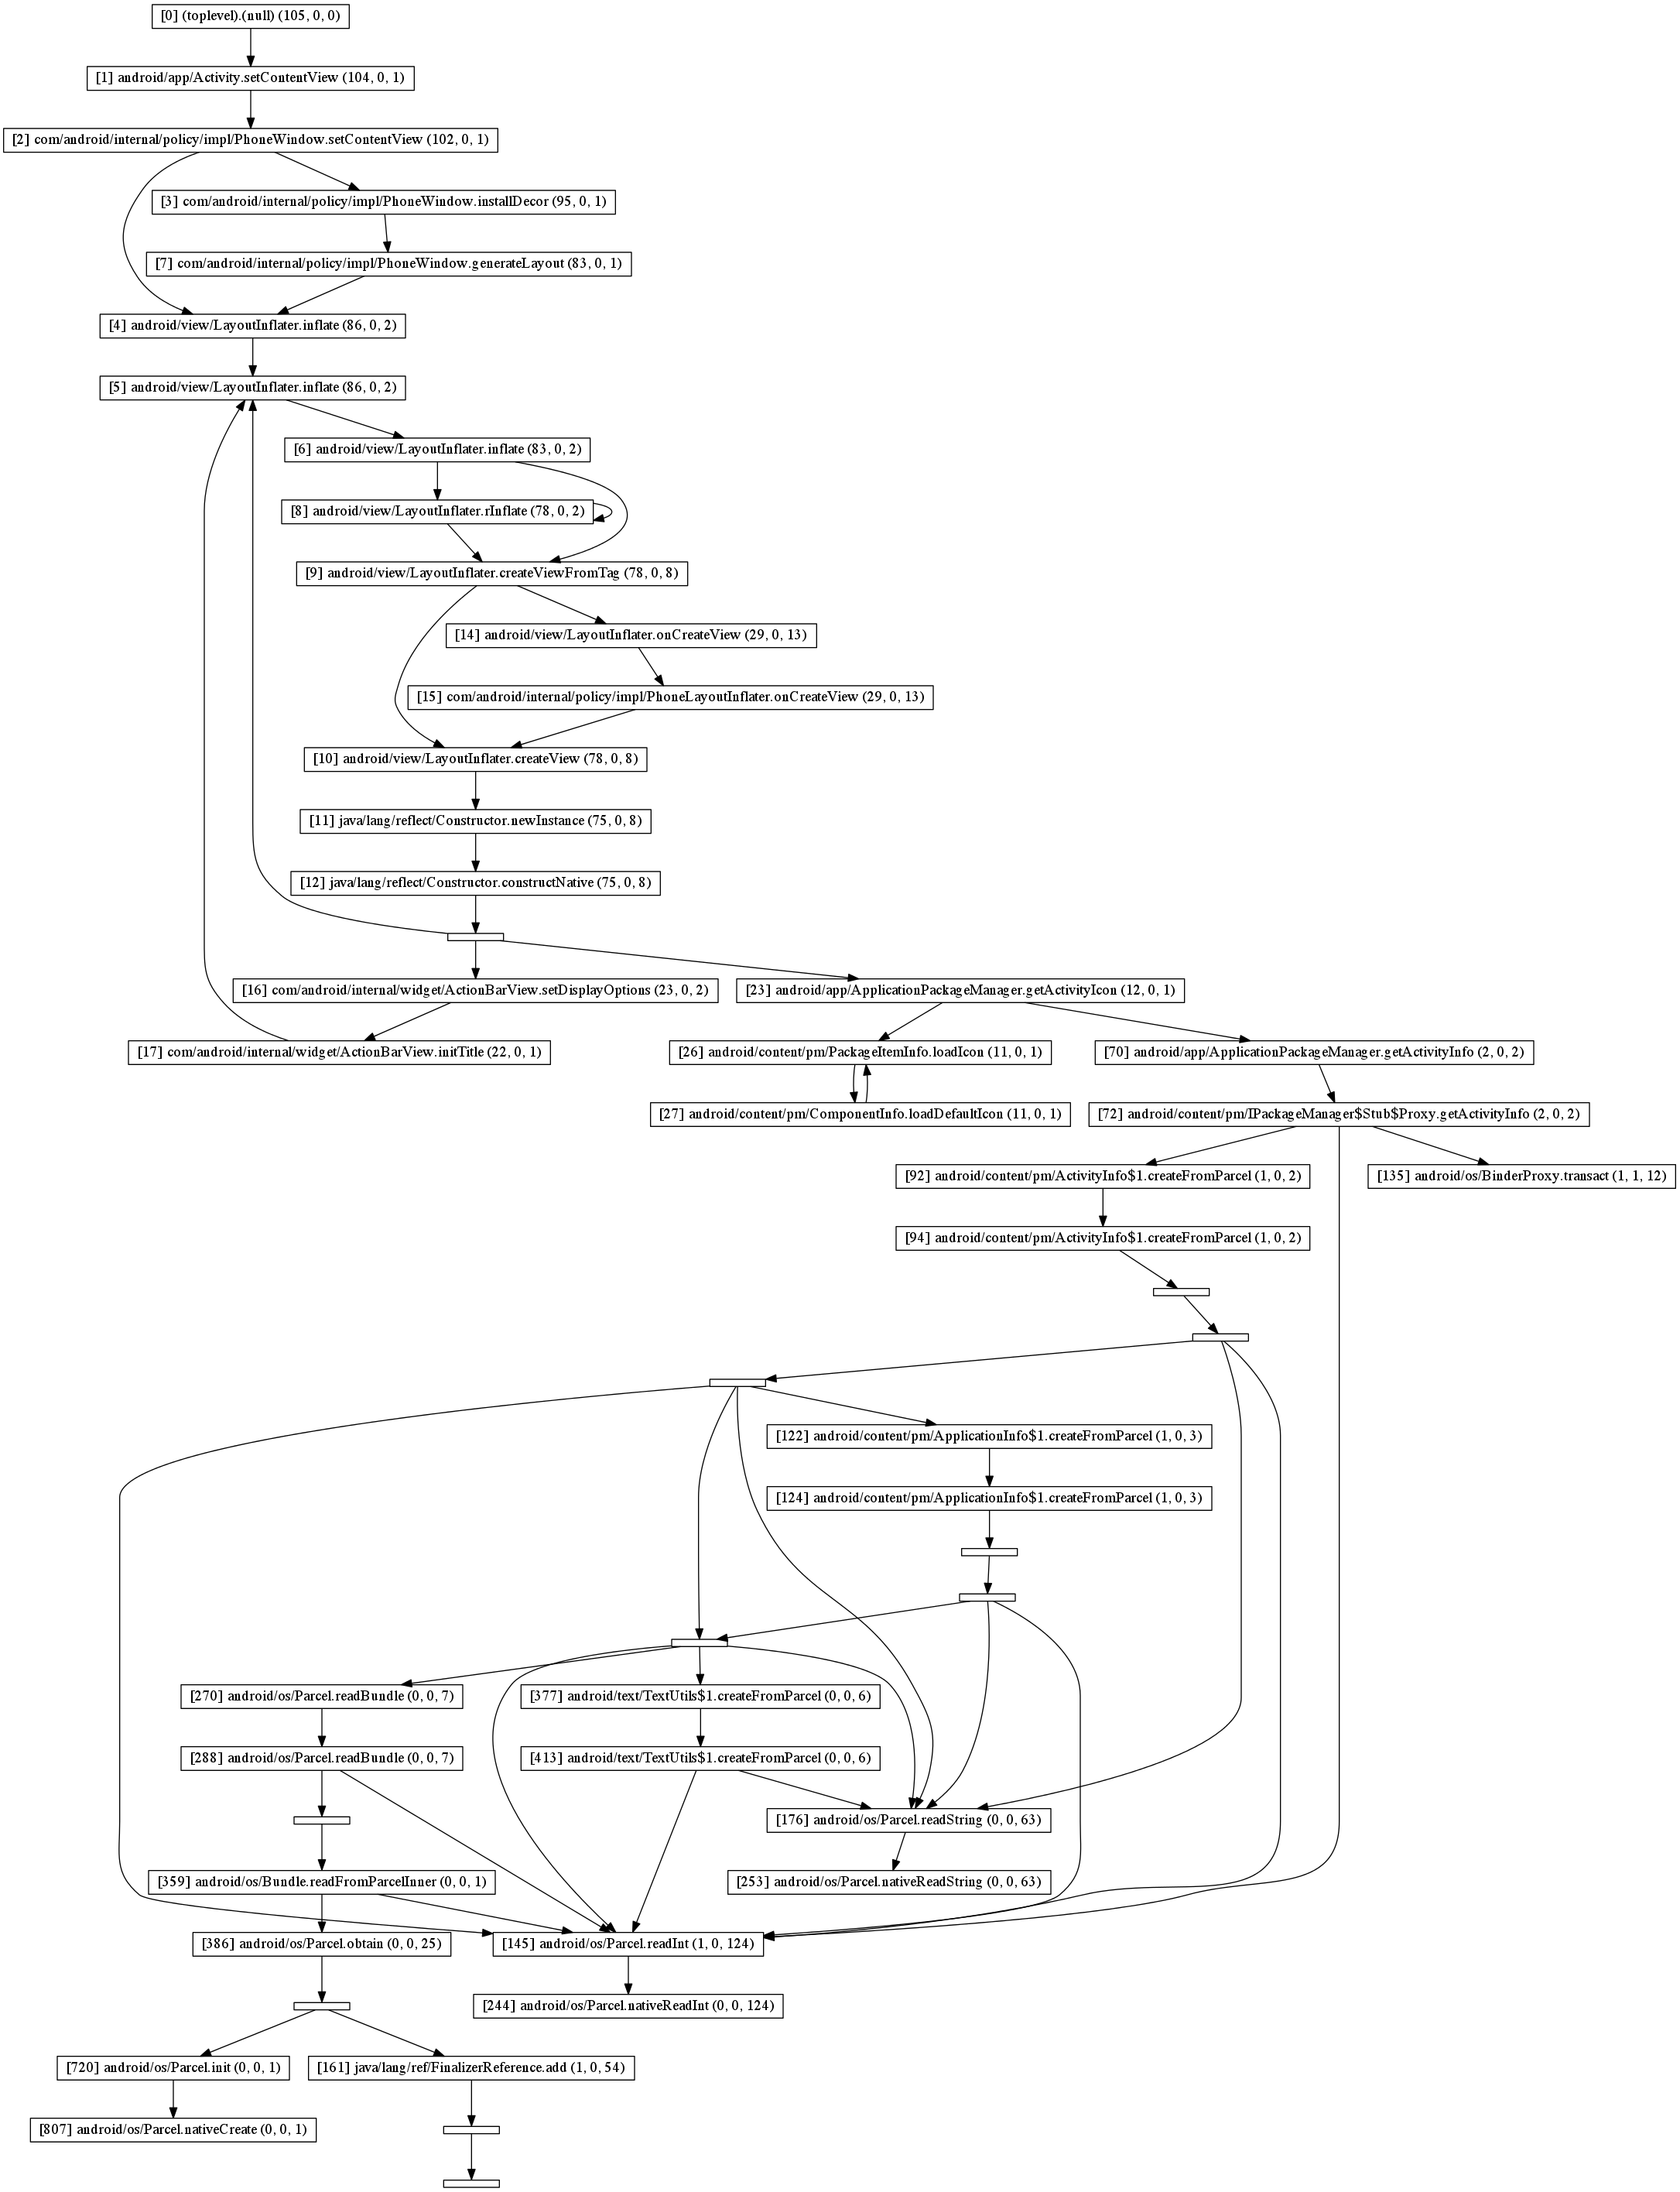 [0] (toplevel).(null) (105, 0, 0)
[1] android/app/Activity.setContentView (104, 0, 1)
[2] com/android/internal/policy/impl/PhoneWindow.setContentView (102, 0, 1)
[3] com/android/internal/policy/impl/PhoneWindow.installDecor (95, 0, 1)
[7] com/android/internal/policy/impl/PhoneWindow.generateLayout (83, 0, 1)
[4] android/view/LayoutInflater.inflate (86, 0, 2)
[5] android/view/LayoutInflater.inflate (86, 0, 2)
[6] android/view/LayoutInflater.inflate (83, 0, 2)
[8] android/view/LayoutInflater.rInflate (78, 0, 2)
[9] android/view/LayoutInflater.createViewFromTag (78, 0, 8)
[14] android/view/LayoutInflater.onCreateView (29, 0, 13)
[15] com/android/internal/policy/impl/PhoneLayoutInflater.onCreateView (29, 0, 13)
[10] android/view/LayoutInflater.createView (78, 0, 8)
[11] java/lang/reflect/Constructor.newInstance (75, 0, 8)
[12] java/lang/reflect/Constructor.constructNative (75, 0, 8)
[16] com/android/internal/widget/ActionBarView.setDisplayOptions (23, 0, 2)
[23] android/app/ApplicationPackageManager.getActivityIcon (12, 0, 1)
[17] com/android/internal/widget/ActionBarView.initTitle (22, 0, 1)
[26] android/content/pm/PackageItemInfo.loadIcon (11, 0, 1)
[70] android/app/ApplicationPackageManager.getActivityInfo (2, 0, 2)
[27] android/content/pm/ComponentInfo.loadDefaultIcon (11, 0, 1)
[72] android/content/pm/IPackageManager$Stub$Proxy.getActivityInfo (2, 0, 2)
[92] android/content/pm/ActivityInfo$1.createFromParcel (1, 0, 2)
[135] android/os/BinderProxy.transact (1, 1, 12)
[94] android/content/pm/ActivityInfo$1.createFromParcel (1, 0, 2)
[122] android/content/pm/ApplicationInfo$1.createFromParcel (1, 0, 3)
[124] android/content/pm/ApplicationInfo$1.createFromParcel (1, 0, 3)
[270] android/os/Parcel.readBundle (0, 0, 7)
[377] android/text/TextUtils$1.createFromParcel (0, 0, 6)
[288] android/os/Parcel.readBundle (0, 0, 7)
[413] android/text/TextUtils$1.createFromParcel (0, 0, 6)
[176] android/os/Parcel.readString (0, 0, 63)
[359] android/os/Bundle.readFromParcelInner (0, 0, 1)
[253] android/os/Parcel.nativeReadString (0, 0, 63)
[386] android/os/Parcel.obtain (0, 0, 25)
[145] android/os/Parcel.readInt (1, 0, 124)
[244] android/os/Parcel.nativeReadInt (0, 0, 124)
[720] android/os/Parcel.init (0, 0, 1)
[161] java/lang/ref/FinalizerReference.add (1, 0, 54)
[807] android/os/Parcel.nativeCreate (0, 0, 1)